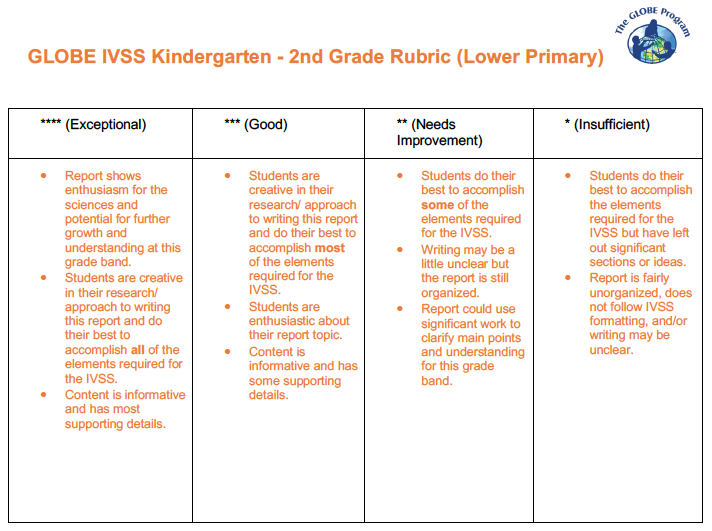 The GLOBE Program
GLOBE IVSS Kindergarten - 2nd Grade Rubric (Lower Primary)
**** (Exceptional)
• Report shows
enthusiasm for the
sciences and
potential for further
growth and
understanding at this
grade band.
• Students are creative
in their research/
approach to writing
this report and do
their best to
accomplish all of the
elements required for
the IVSS.
• Content is informative
and has most
supporting details.
*** (Good)
• Students are
creative in their
research/ approach
to writing this report
and do their best to
accomplish most
of the elements
required for the
IVSS.
• Students are
enthusiastic about
their report topic.
• Content is
informative and has
some supporting
details.
** (Needs
Improvement)
• Students do their
best to accomplish
some of the
elements required
for the IVSS.
• Writing may be a
little unclear but
the report is still
organized.
• Report could use
significant work to
clarify main points
and understanding
for this grade
band.
* (Insufficient)
• Students do their
best to accomplish
the elements
required for the
IVSS but have left
out significant
sections or ideas.
• Report is fairly
unorganized, does
not follow IVSS
formatting, and/or
writing may be
unclear.